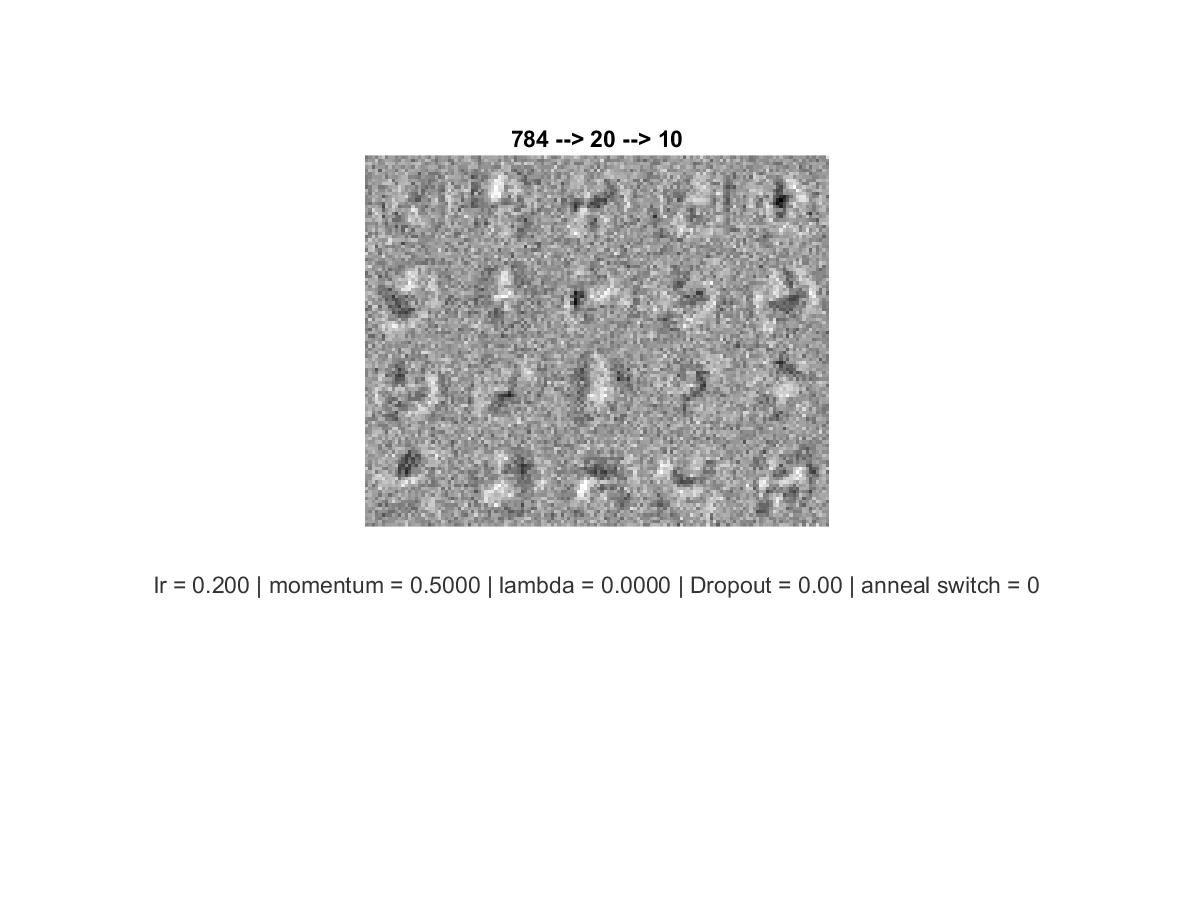 784 --> 20 --> 10
lr = 0.200 | momentum = 0.5000 | lambda = 0.0000 | Dropout = 0.00 | anneal switch = 0